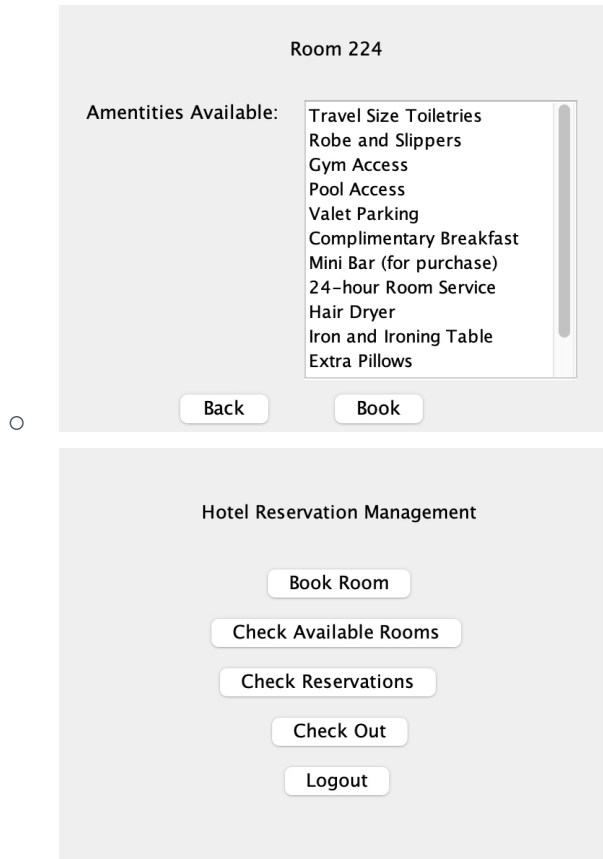 Room 224
Amentities Available:
Travel Size Toiletries
Robe and Slippers
Gym Access
Pool Access
Valet Parking
Complimentary Breakfast
Mini Bar (for purchase)
24-hour Room Service
Hair Dryer
Iron and Ironing Table
Extra Pillows
Back Book
Hotel Reservation Management
Book Room
Check Available Rooms
Check Reservations
Check Out
Logout